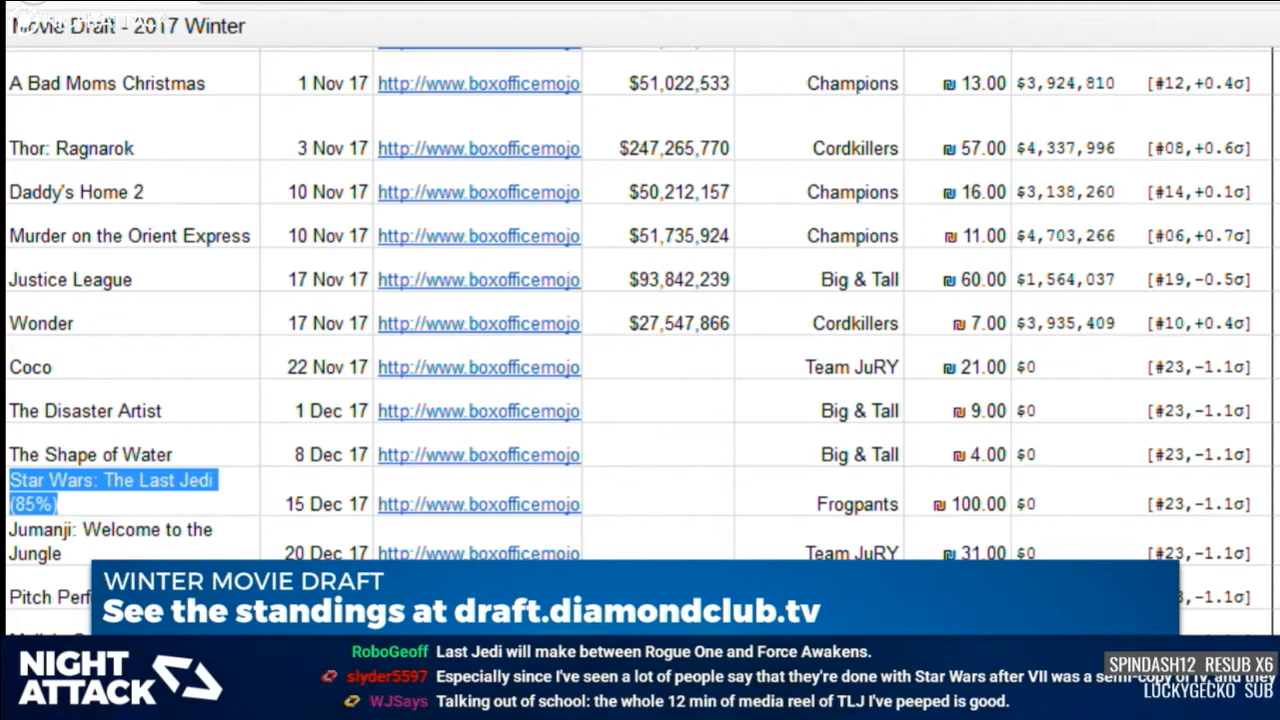 Movie Draft - 2017 Winter
A Bad Moms Christmas 1 Nov 17 http://www.boxofficemojo $51,022,533 Champions ₪ 13.00 $3,924,810 [#12,+0.4σ]
Thor: Ragnarok 3 Nov 17 http://www.boxofficemojo $247,265,770 Cordkillers ₪ 57.00 $4,337,996 [#08,+0.6σ]
Daddy's Home 2 10 Nov 17 http://www.boxofficemojo $50,212,157 Champions ₪ 16.00 $3,138,260 [#14,+0.1σ]
Murder on the Orient Express 10 Nov 17 http://www.boxofficemojo $51,735,924 Champions ₪ 11.00 $4,703,266 [#06,+0.7σ]
Justice League 17 Nov 17 http://www.boxofficemojo $93,842,239 Big & Tall ₪ 60.00 $1,564,037 [#19,-0.5σ]
Wonder 17 Nov 17 http://www.boxofficemojo $27,547,866 Cordkillers ₪ 7.00 $3,935,409 [#10,+0.4σ]
Coco 22 Nov 17 http://www.boxofficemojo Team JuRY ₪ 21.00 $0 [#23,-1.1σ]
The Disaster Artist 1 Dec 17 http://www.boxofficemojo Big & Tall ₪ 9.00 $0 [#23,-1.1σ]
The Shape of Water 8 Dec 17 http://www.boxofficemojo Big & Tall ₪ 4.00 $0 [#23,-1.1σ]
Star Wars: The Last Jedi
(85%) 15 Dec 17 http://www.boxofficemojo Frogpants ₪ 100.00 $0 [#23,-1.1σ]
Jumanji: Welcome to the
Jungle 20 Dec 17 http://www.boxofficemojo Team JuRY ₪ 31.00 $0 [#23,-1.1σ]
Pitch Perf -1.1σ]
WINTER MOVIE DRAFT
See the standings at draft.diamondclub.tv
NIGHT
ATTACK
RoboGeoff Last Jedi will make between Rogue One and Force Awakens.
slyder5597 Especially since I've seen a lot of people say that they're done with Star Wars after VII was a semi-copy of IV and they
WJSays Talking out of school: the whole 12 min of media reel of TLJ I've peeped is good.
SPINDASH12 RESUB X6
LUCKYGECKO SUB